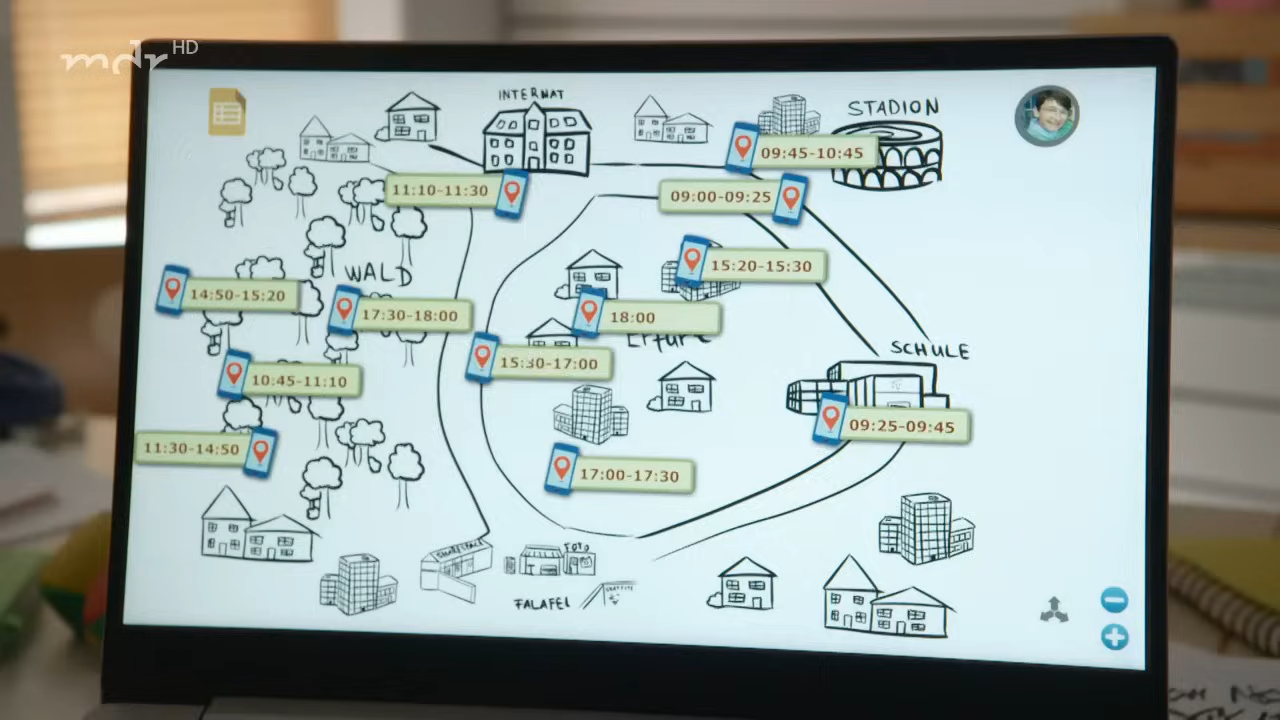 mdr HD
INTERNAT
STADION
09:45-10:45
11:10-11:30
09:00-09:25
15:20-15:30
WALD
14:50-15:20
17:30-18:00
18:00
Erfurt
SCHULE
15:30-17:00
10:45-11:10
09:25-09:45
11:30-14:50
17:00-17:30
FOTO
FALAFEL